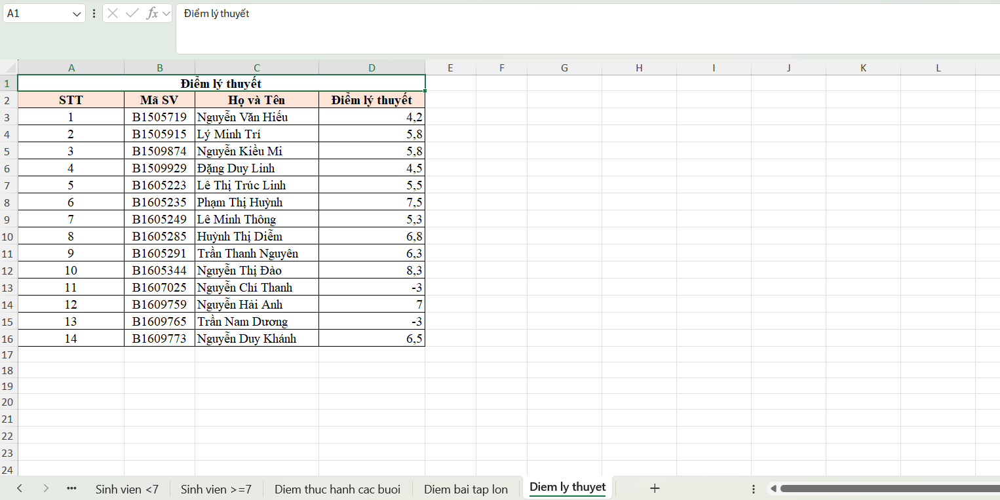 A1 fx Điểm lý thuyết
A B C D E F G H I J K L
1 Điểm lý thuyết
2 STT Mã SV Họ và Tên Điểm lý thuyết
3 1 B1505719 Nguyễn Văn Hiếu 4,2
4 2 B1505915 Lý Minh Trí 5,8
5 3 B1509874 Nguyễn Kiều Mi 5,8
6 4 B1509929 Đặng Duy Linh 4,5
7 5 B1605223 Lê Thị Trúc Linh 5,5
8 6 B1605235 Phạm Thị Huỳnh 7,5
9 7 B1605249 Lê Minh Thông 5,3
10 8 B1605285 Huỳnh Thị Diễm 6,8
11 9 B1605291 Trần Thanh Nguyên 6,3
12 10 B1605344 Nguyễn Thị Đào 8,3
13 11 B1607025 Nguyễn Chí Thanh -3
14 12 B1609759 Nguyễn Hải Anh 7
15 13 B1609765 Trần Nam Dương -3
16 14 B1609773 Nguyễn Duy Khánh 6,5
17
18
19
20
21
22
23
24
Sinh vien <7 Sinh vien >=7 Diem thuc hanh cac buoi Diem bai tap lon Diem ly thuyet